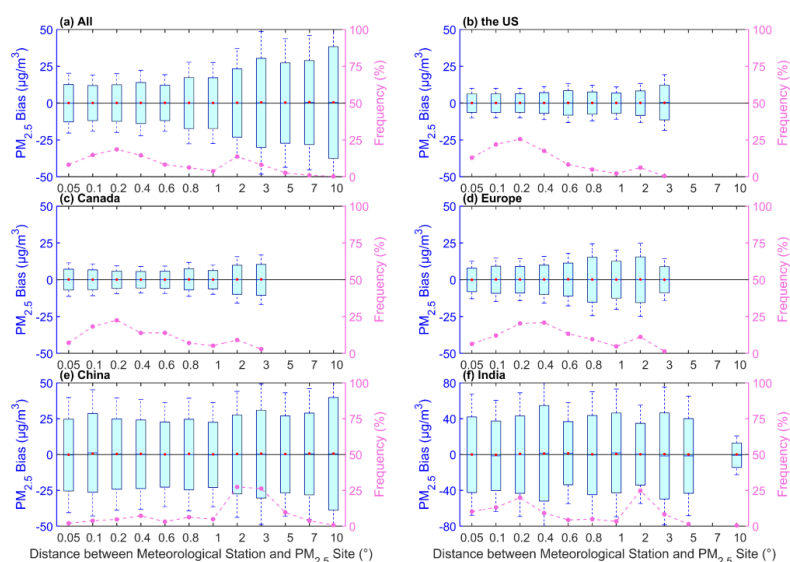 (a) All
(b) the US
50 25 0 -25 -50
PM2.5 Bias (µg/m³)
100 75 50 25 0
Frequency (%)
50 25 0 -25 -50
PM2.5 Bias (µg/m³)
100 75 50 25 0
Frequency (%)
0.05 0.1 0.2 0.4 0.6 0.8 1 2 3 5 7 10
0.05 0.1 0.2 0.4 0.6 0.8 1 2 3 5 7 10
(c) Canada
(d) Europe
50 25 0 -25 -50
PM2.5 Bias (µg/m³)
100 75 50 25 0
Frequency (%)
50 25 0 -25 -50
PM2.5 Bias (µg/m³)
100 75 50 25 0
Frequency (%)
0.05 0.1 0.2 0.4 0.6 0.8 1 2 3 5 7 10
0.05 0.1 0.2 0.4 0.6 0.8 1 2 3 5 7 10
(e) China
(f) India
50 25 0 -25 -50
PM2.5 Bias (µg/m³)
100 75 50 25 0
Frequency (%)
80 40 0 -40 -80
PM2.5 Bias (µg/m³)
100 75 50 25 0
Frequency (%)
0.05 0.1 0.2 0.4 0.6 0.8 1 2 3 5 7 10
0.05 0.1 0.2 0.4 0.6 0.8 1 2 3 5 7 10
Distance between Meteorological Station and PM2.5 Site (°)
Distance between Meteorological Station and PM2.5 Site (°)